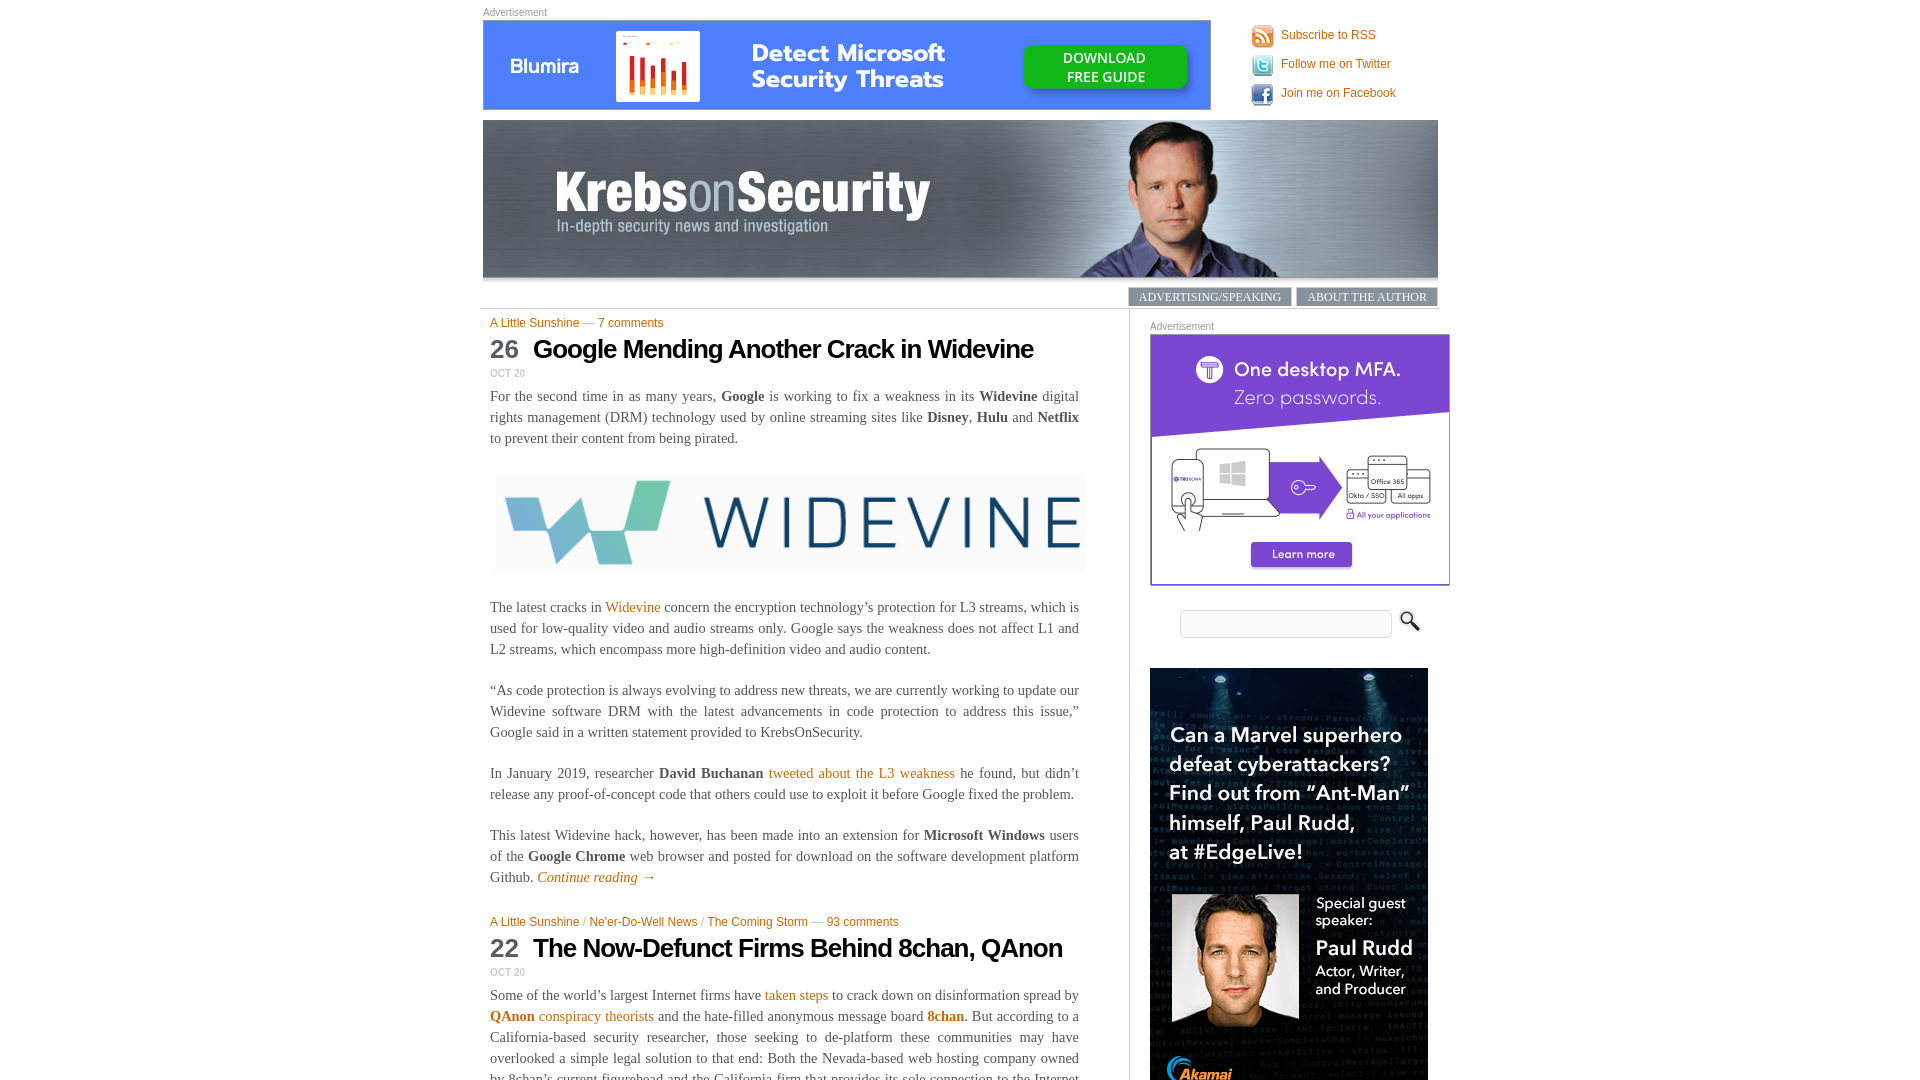 Advertisement
Blumira
Detect Microsoft
Security Threats
DOWNLOAD
FREE GUIDE
Subscribe to RSS
Follow me on Twitter
Join me on Facebook
KrebsonSecurity
In-depth security news and investigation
ADVERTISING/SPEAKING
ABOUT THE AUTHOR
A Little Sunshine — 7 comments
26 Google Mending Another Crack in Widevine
OCT 20
For the second time in as many years, Google is working to fix a weakness in its Widevine digital
rights management (DRM) technology used by online streaming sites like Disney, Hulu and Netflix
to prevent their content from being pirated.
WIDEVINE
The latest cracks in Widevine concern the encryption technology’s protection for L3 streams, which is
used for low-quality video and audio streams only. Google says the weakness does not affect L1 and
L2 streams, which encompass more high-definition video and audio content.
“As code protection is always evolving to address new threats, we are currently working to update our
Widevine software DRM with the latest advancements in code protection to address this issue,”
Google said in a written statement provided to KrebsOnSecurity.
In January 2019, researcher David Buchanan tweeted about the L3 weakness he found, but didn’t
release any proof-of-concept code that others could use to exploit it before Google fixed the problem.
This latest Widevine hack, however, has been made into an extension for Microsoft Windows users
of the Google Chrome web browser and posted for download on the software development platform
Github. Continue reading →
A Little Sunshine / Ne'er-Do-Well News / The Coming Storm — 93 comments
22 The Now-Defunct Firms Behind 8chan, QAnon
OCT 20
Some of the world’s largest Internet firms have taken steps to crack down on disinformation spread by
QAnon conspiracy theorists and the hate-filled anonymous message board 8chan. But according to a
California-based security researcher, those seeking to de-platform these communities may have
overlooked a simple legal solution to that end: Both the Nevada-based web hosting company owned
by 8chan’s current figurehead and the California firm that provides its sole connection to the Internet
Advertisement
One desktop MFA.
Zero passwords.
TRUSONA
Office 365
Okta / SSO
All apps
All your applications
Learn more
Can a Marvel superhero
defeat cyberattackers?
Find out from “Ant-Man”
himself, Paul Rudd,
at #EdgeLive!
Special guest
speaker:
Paul Rudd
Actor, Writer,
and Producer
Akamai